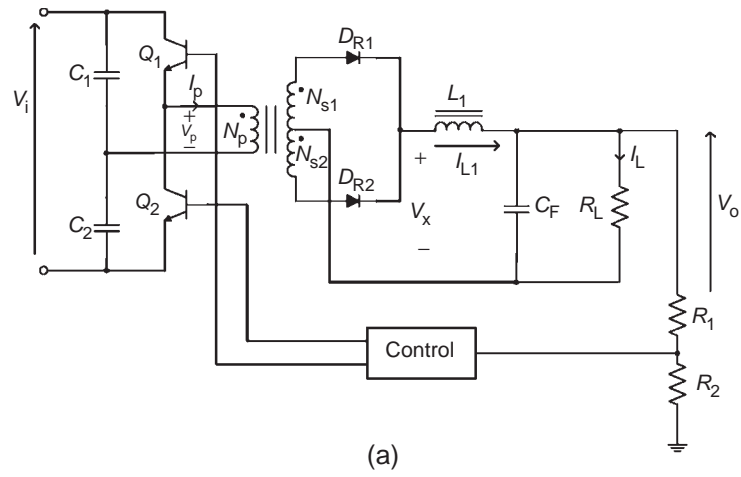 D_R1
Q_1
C_1
I_p
N_s1
L_1
V_i
+
V_p
−
N_p
N_s2
+
I_L1
I_L
D_R2
Q_2
V_x
C_F
R_L
V_o
C_2
−
R_1
Control
R_2
(a)